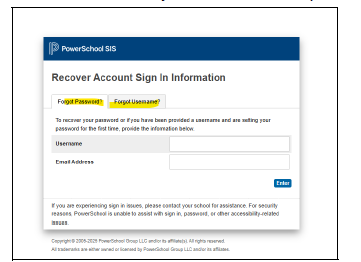 PowerSchool SIS
Recover Account Sign In Information
Forgot Password? Forgot Username?
To recover your password or if you have been provided a username and are setting your
password for the first time, provide the information below.
Username
Email Address
Enter
If you are experiencing sign in issues, please contact your school for assistance. For security
reasons, PowerSchool is unable to assist with sign in, password, or other accessibility-related
issues.
Copyright© 2005-2025 PowerSchool Group LLC and/or its affiliate(s). All rights reserved.
All trademarks are either owned or licensed by PowerSchool Group LLC and/or its affiliates.